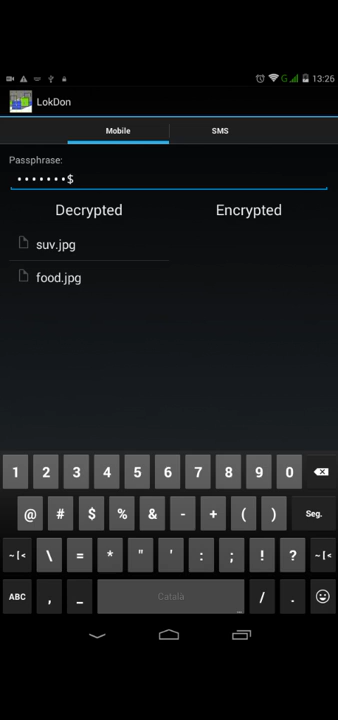 G 13:26
LokDon
Mobile SMS
Passphrase:
•••••••$
Decrypted Encrypted
suv.jpg
food.jpg
1 2 3 4 5 6 7 8 9 0
@ # $ % & - + ( ) Seg.
~ [ < \ = * " ' : ; ! ? ~ [ <
ABC , _ Català / .